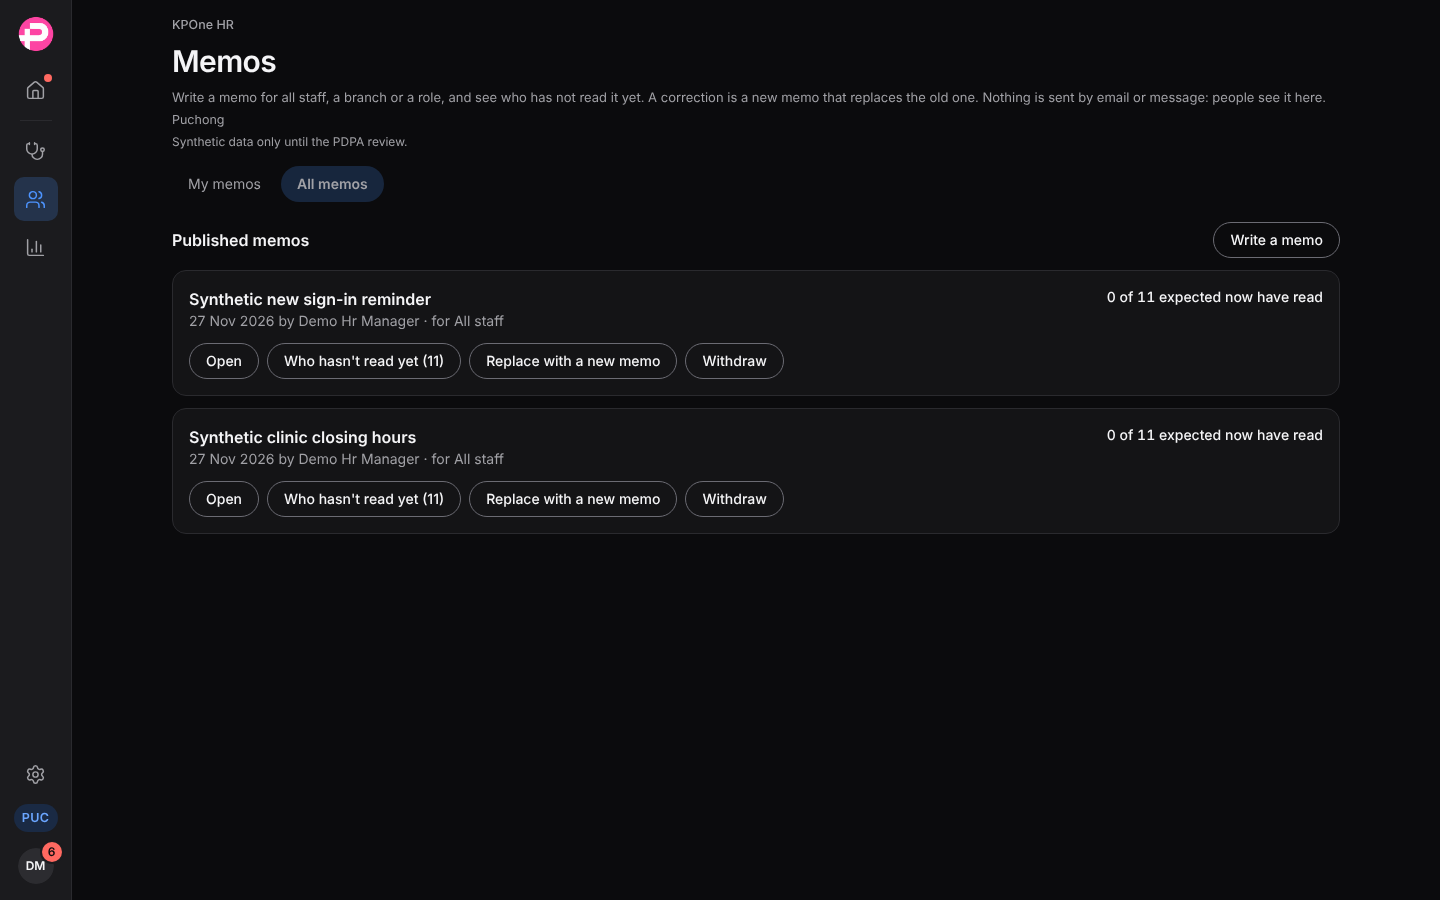 KPOne HR
Memos
Write a memo for all staff, a branch or a role, and see who has not read it yet. A correction is a new memo that replaces the old one. Nothing is sent by email or message: people see it here.
Puchong
Synthetic data only until the PDPA review.
My memos
All memos
Published memos
Write a memo
Synthetic new sign-in reminder
0 of 11 expected now have read
27 Nov 2026 by Demo Hr Manager · for All staff
Open
Who hasn't read yet (11)
Replace with a new memo
Withdraw
Synthetic clinic closing hours
0 of 11 expected now have read
27 Nov 2026 by Demo Hr Manager · for All staff
Open
Who hasn't read yet (11)
Replace with a new memo
Withdraw
PUC
6
DM